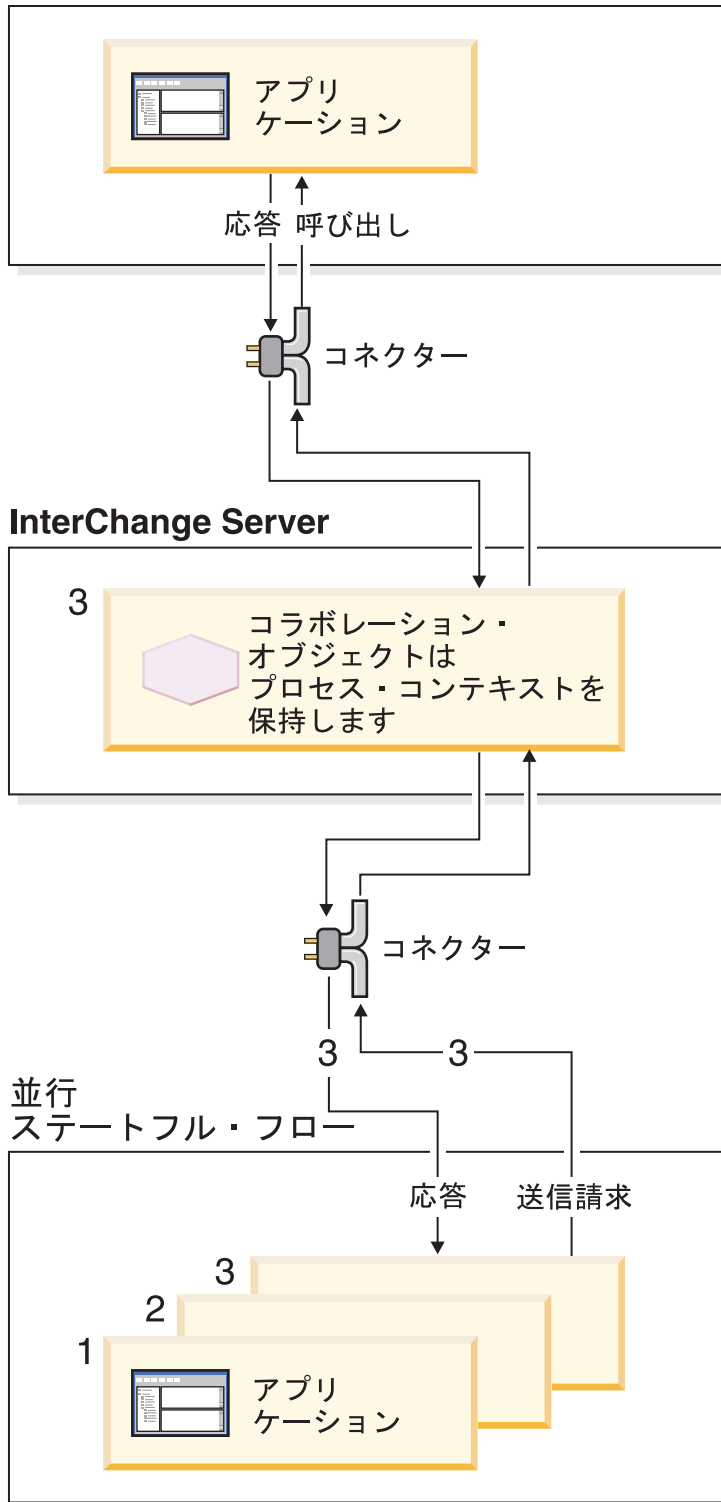 アプリ
ケーション
応答 呼び出し
コネクター
InterChange Server
3
コラボレーション・
オブジェクトは
プロセス・コンテキストを
保持します
コネクター
3 3
並行
ステートフル・フロー
応答 送信請求
3
2
1
アプリ
ケーション